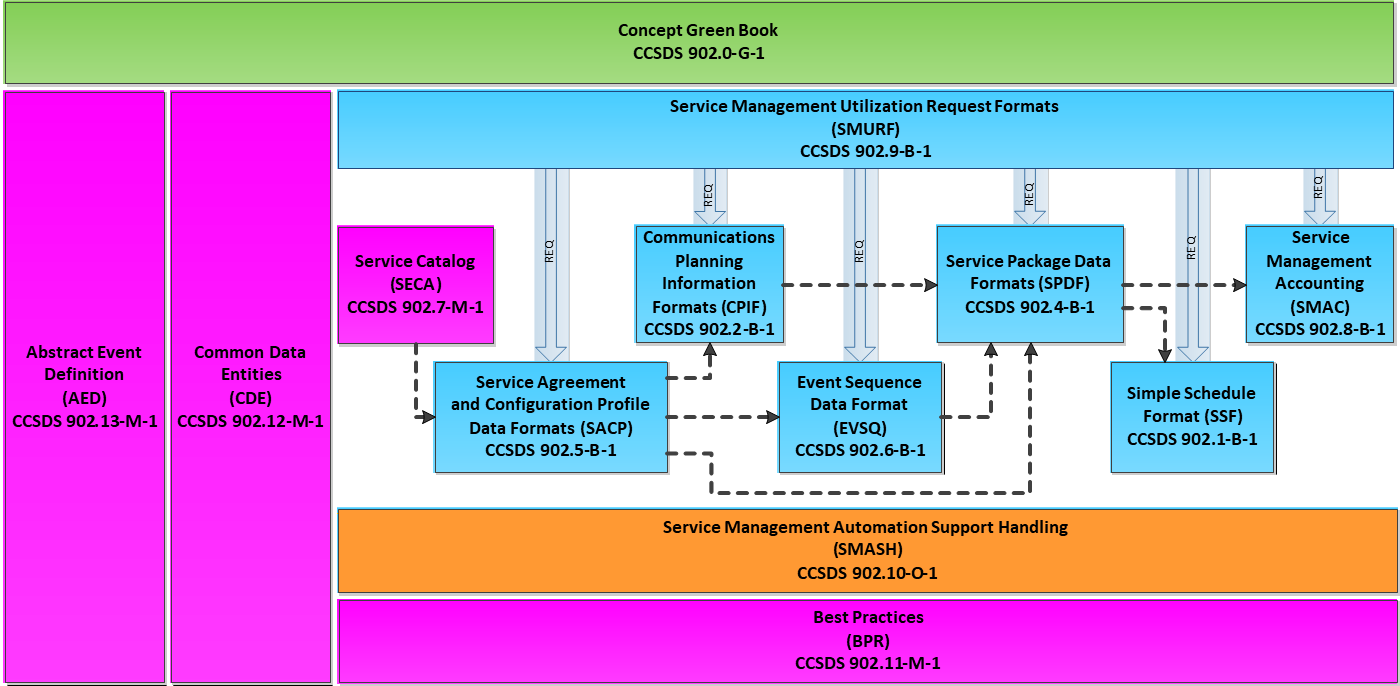 Concept Green Book
CCSDS 902.0-G-1
Abstract Event
Definition
(AED)
CCSDS 902.13-M-1
Common Data
Entities
(CDE)
CCSDS 902.12-M-1
Service Management Utilization Request Formats
(SMURF)
CCSDS 902.9-B-1
REQ
REQ
REQ
REQ
REQ
REQ
Service Catalog
(SECA)
CCSDS 902.7-M-1
Communications
Planning
Information
Formats (CPIF)
CCSDS 902.2-B-1
Service Package Data
Formats (SPDF)
CCSDS 902.4-B-1
Service
Management
Accounting
(SMAC)
CCSDS 902.8-B-1
Service Agreement
and Configuration Profile
Data Formats (SACP)
CCSDS 902.5-B-1
Event Sequence
Data Format
(EVSQ)
CCSDS 902.6-B-1
Simple Schedule
Format (SSF)
CCSDS 902.1-B-1
Service Management Automation Support Handling
(SMASH)
CCSDS 902.10-O-1
Best Practices
(BPR)
CCSDS 902.11-M-1